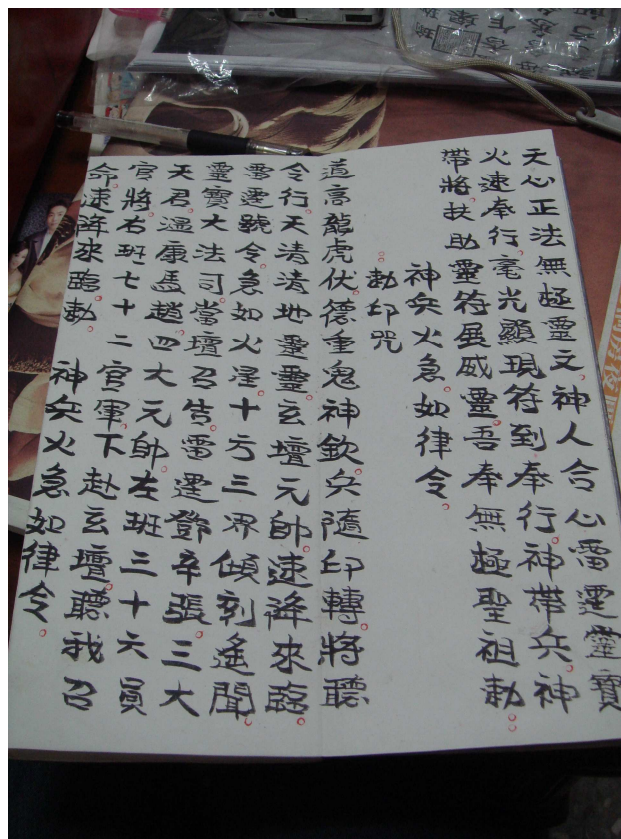 天心正法無極靈文。神人合心雷霆靈寶
火速奉行。毫光顯現符到奉行。神帶兵神
帶將。扶助靈符展威靈。吾奉無極聖祖勅。。
神兵火急如律令。
。。勅印咒
道高龍虎伏。德重鬼神欽。兵隨印轉。將聽
令行。天清清地靈靈。玄壇元帥。速降來臨。
雷霆號令。急如火星。十方三界傾刻遙聞。
靈寶大法司。當壇召告。雷霆鄧辛張三大
天君。溫康馬趙。四大元帥。左班三十六員
官將。右班七十二官軍。下赴玄壇。聽我召
命。速降來臨勅。
神兵火急如律令。